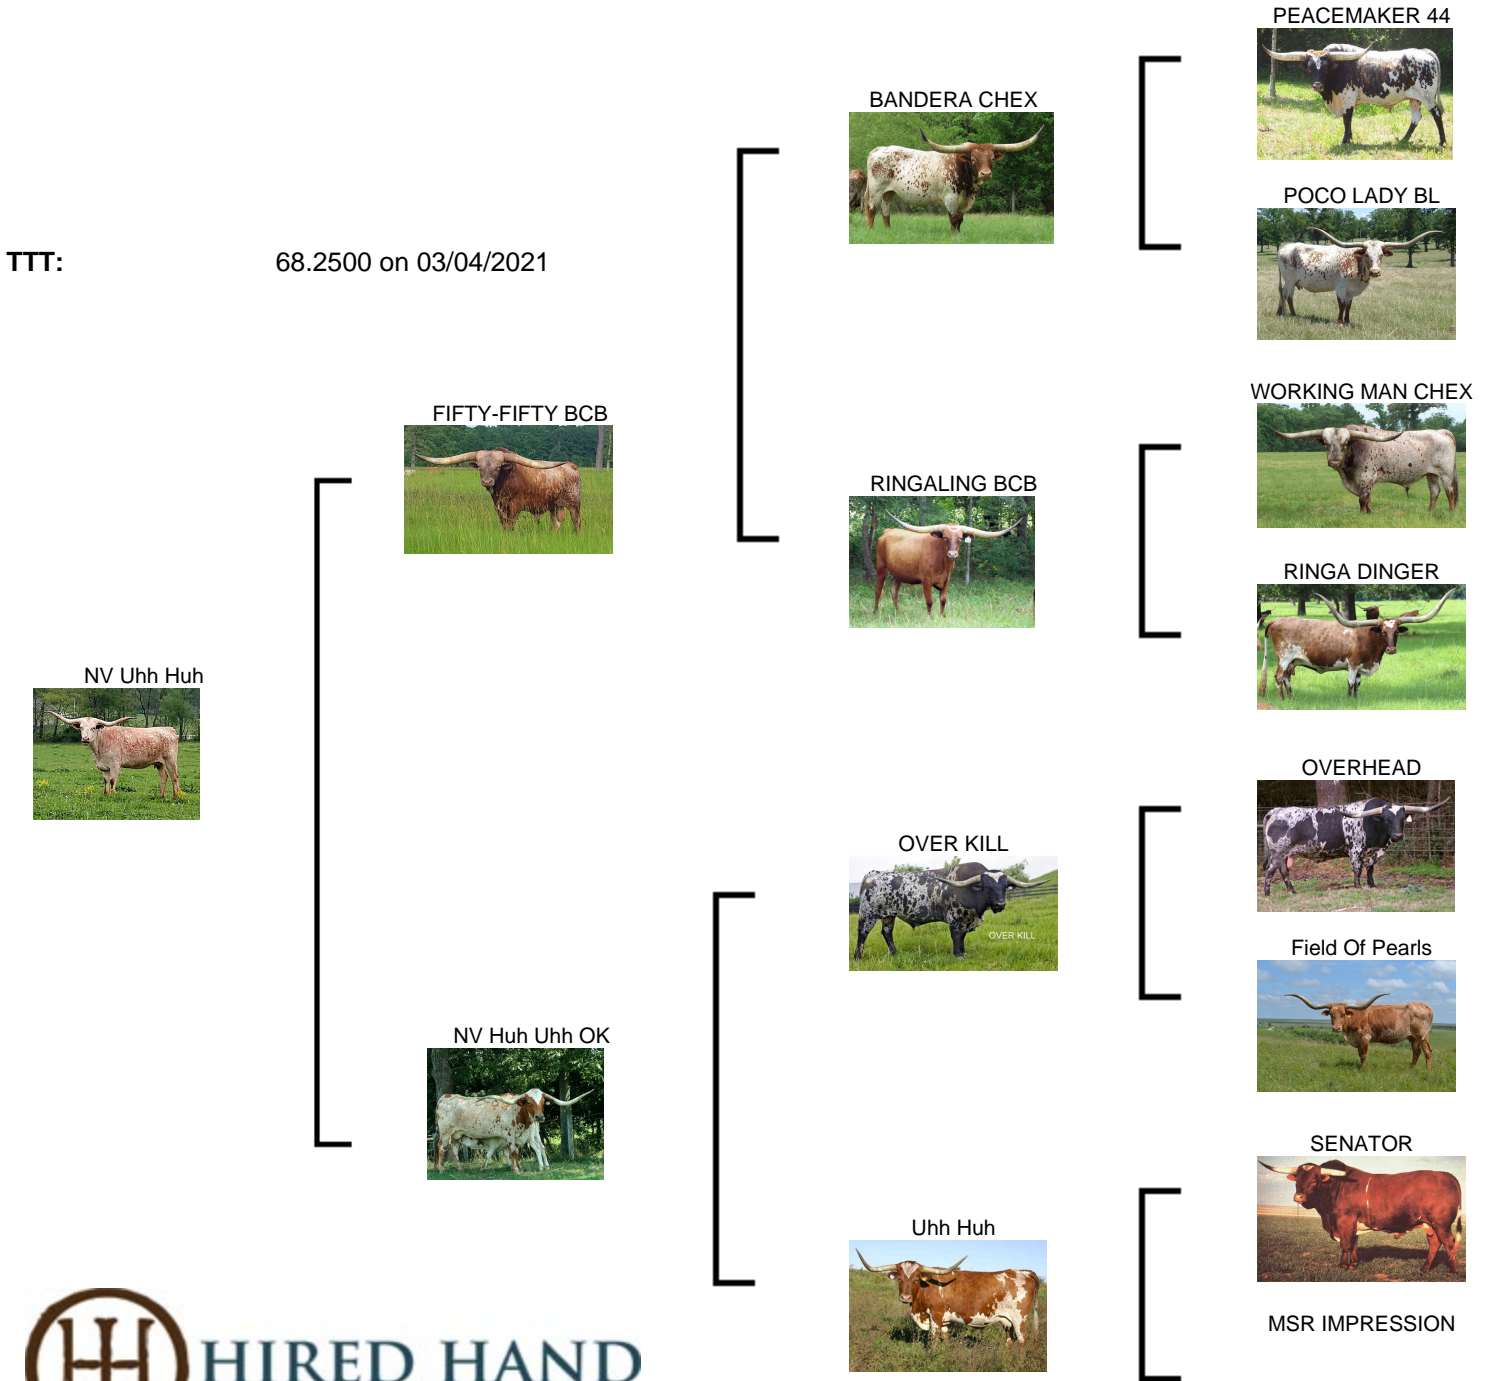 PEACEMAKER 44
BANDERA CHEX
POCO LADY BL
TTT: 68.2500 on 03/04/2021
WORKING MAN CHEX
FIFTY-FIFTY BCB
RINGALING BCB
RINGA DINGER
NV Uhh Huh
OVERHEAD
OVER KILL
OVER KILL
Field Of Pearls
NV Huh Uhh OK
SENATOR
Uhh Huh
MSR IMPRESSION
HIRED HAND